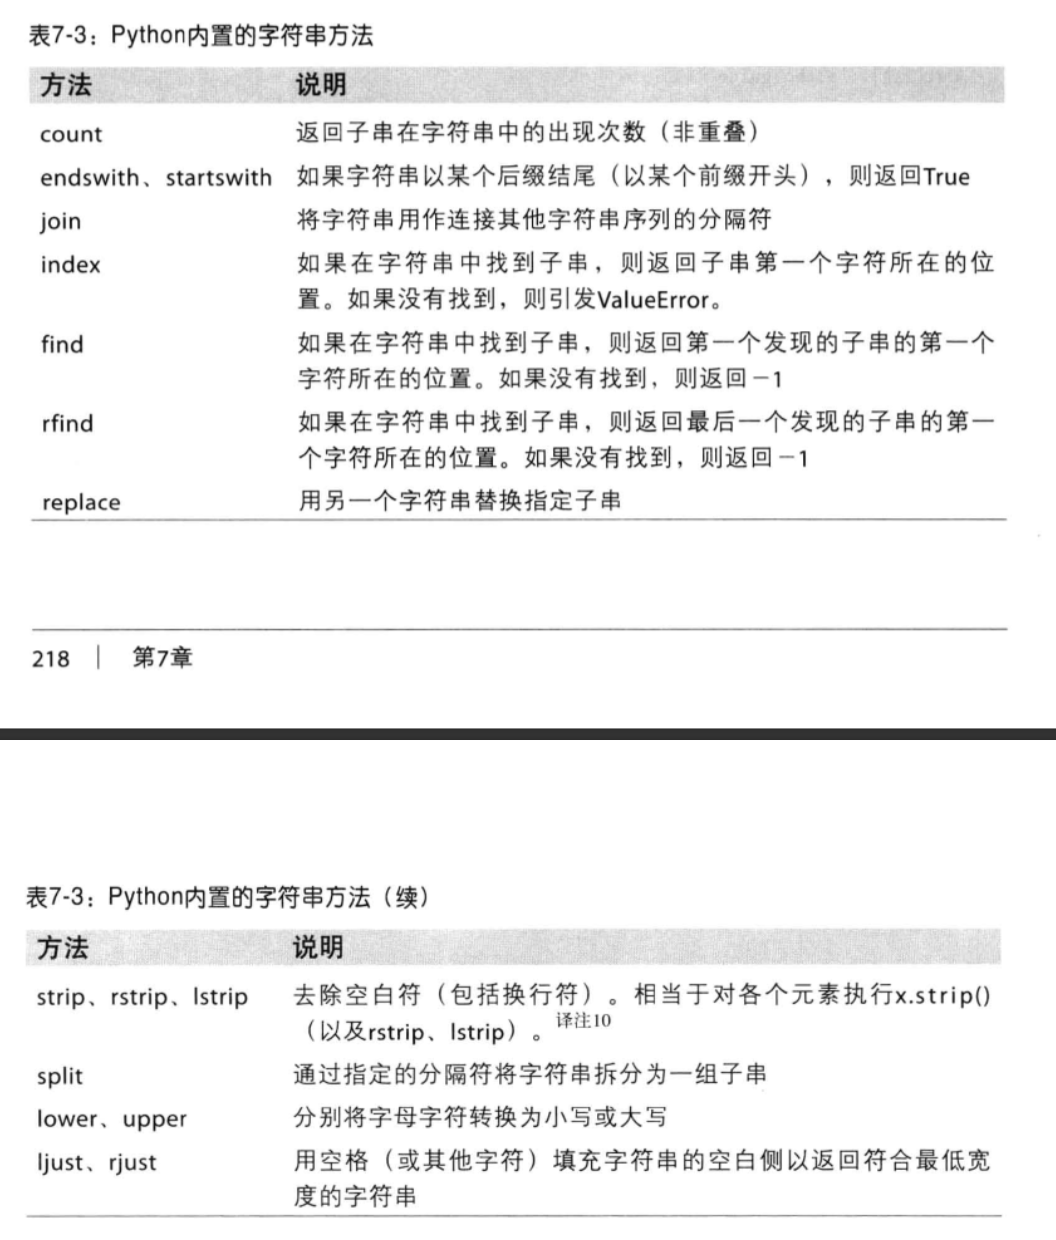 表7-3：Python内置的字符串方法
方法 说明
count 返回子串在字符串中的出现次数（非重叠）
endswith、startswith 如果字符串以某个后缀结尾（以某个前缀开头），则返回True
join 将字符串用作连接其他字符串序列的分隔符
index 如果在字符串中找到子串，则返回子串第一个字符所在的位
置。如果没有找到，则引发ValueError。
find 如果在字符串中找到子串，则返回第一个发现的子串的第一个
字符所在的位置。如果没有找到，则返回－1
rfind 如果在字符串中找到子串，则返回最后一个发现的子串的第一
个字符所在的位置。如果没有找到，则返回－1
replace 用另一个字符串替换指定子串
218 | 第7章
表7-3：Python内置的字符串方法（续）
方法 说明
strip、rstrip、lstrip 去除空白符（包括换行符）。相当于对各个元素执行x.strip()
（以及rstrip、lstrip）。译注10
split 通过指定的分隔符将字符串拆分为一组子串
lower、upper 分别将字母字符转换为小写或大写
ljust、rjust 用空格（或其他字符）填充字符串的空白侧以返回符合最低宽
度的字符串